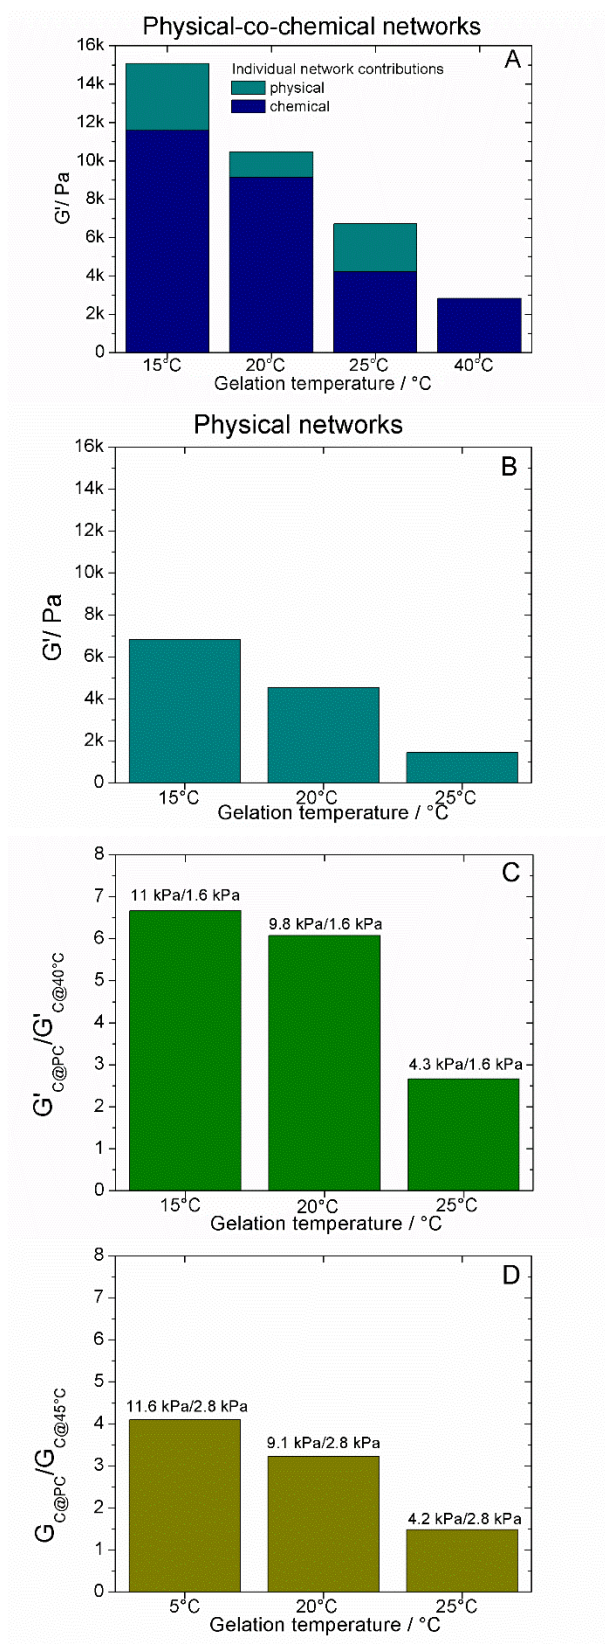 Physical-co-chemical networks
A
Individual network contributions
physical
chemical
16k
14k
12k
10k
8k
6k
4k
2k
0
G'/ Pa
15°C 20°C 25°C 40°C
Gelation temperature / °C
Physical networks
B
16k
14k
12k
10k
8k
6k
4k
2k
0
G'/ Pa
15°C 20°C 25°C
Gelation temperature / °C
C
8
7
6
5
4
3
2
1
0
11 kPa/1.6 kPa
9.8 kPa/1.6 kPa
4.3 kPa/1.6 kPa
G'C@PC/G'C@40°C
15°C 20°C 25°C
Gelation temperature / °C
D
8
7
6
5
4
3
2
1
0
11.6 kPa/2.8 kPa
9.1 kPa/2.8 kPa
4.2 kPa/2.8 kPa
GC@PC/GC@45°C
5°C 20°C 25°C
Gelation temperature / °C